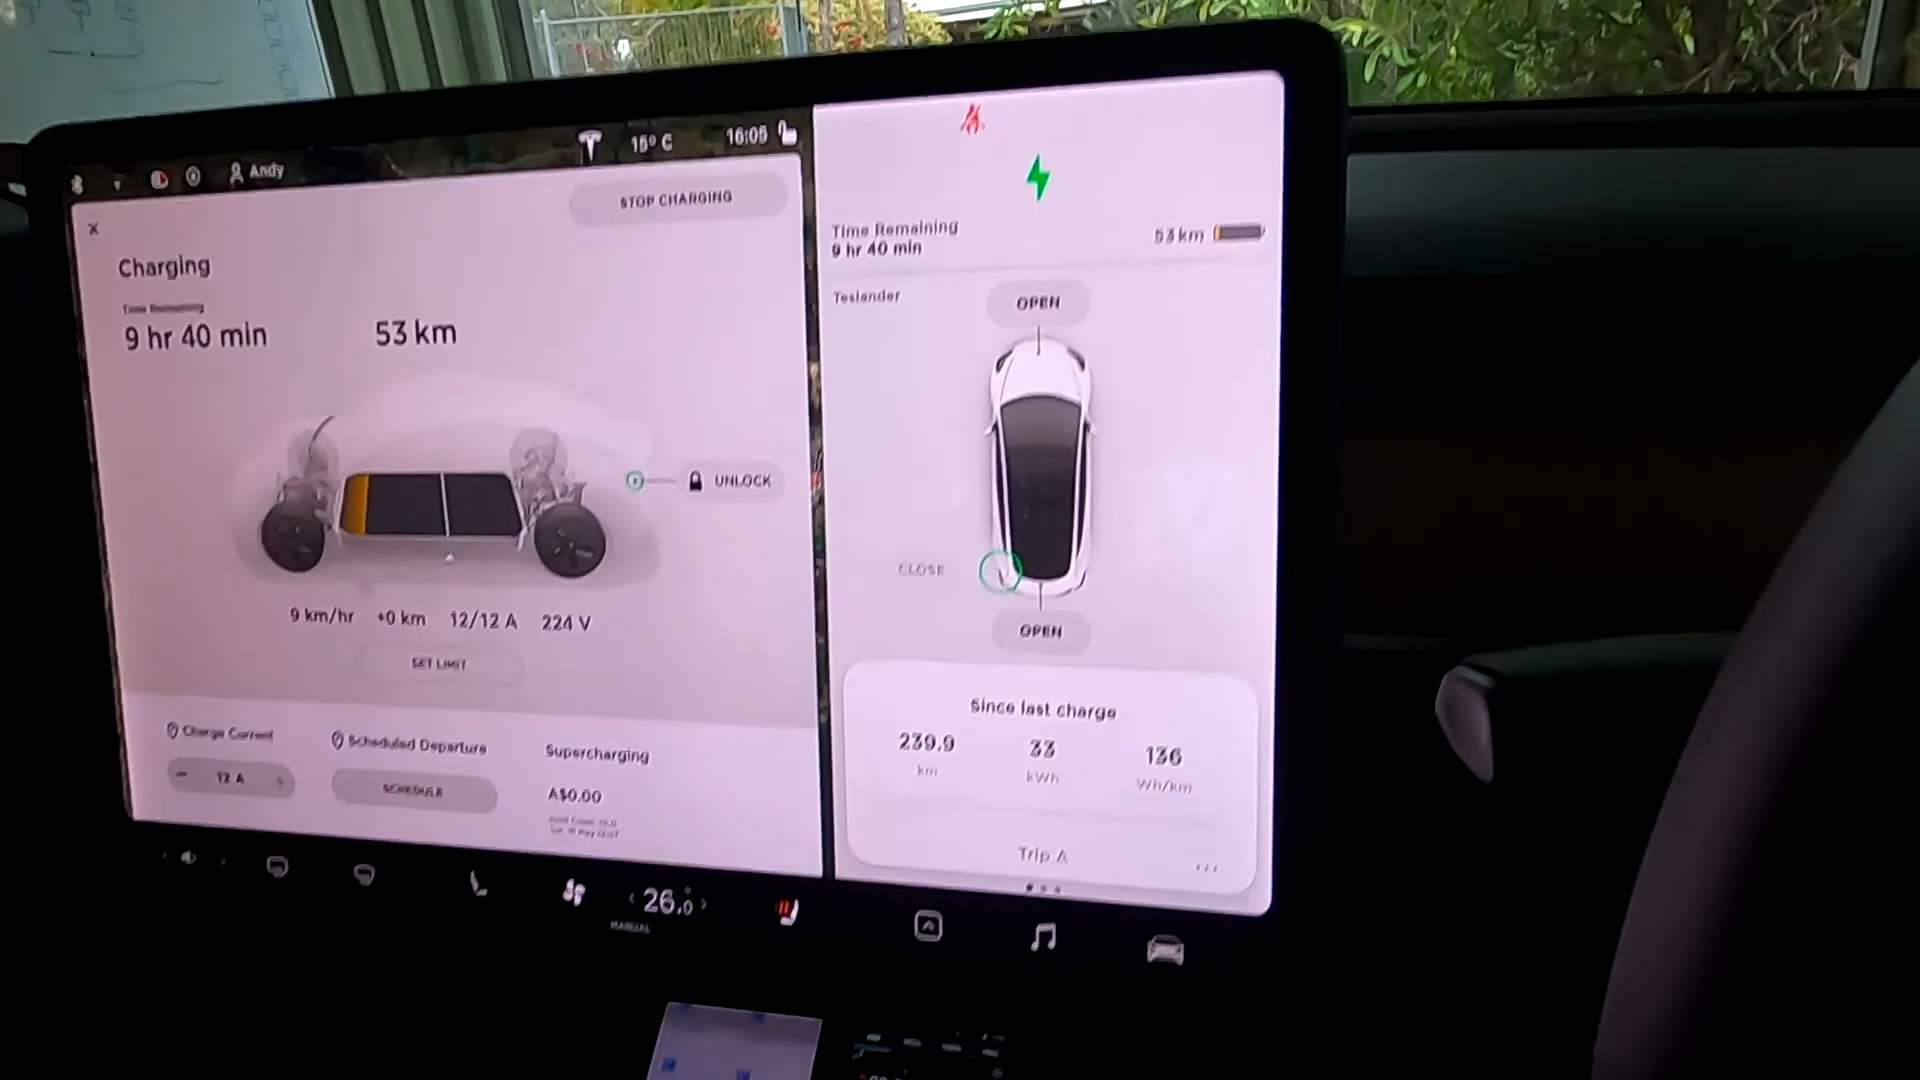 Andy
15° C
16:05
STOP CHARGING
Charging
Time Remaining
9 hr 40 min
53 km
UNLOCK
9 km/hr +0 km 12/12 A 224 V
SET LIMIT
Charge Current
12 A
Scheduled Departure
SCHEDULE
Supercharging
A$0.00
Time Remaining
9 hr 40 min
53 km
Teslander
OPEN
CLOSE
OPEN
Since last charge
239.9 33 136
km kWh Wh/km
Trip A
26.0
MANUAL